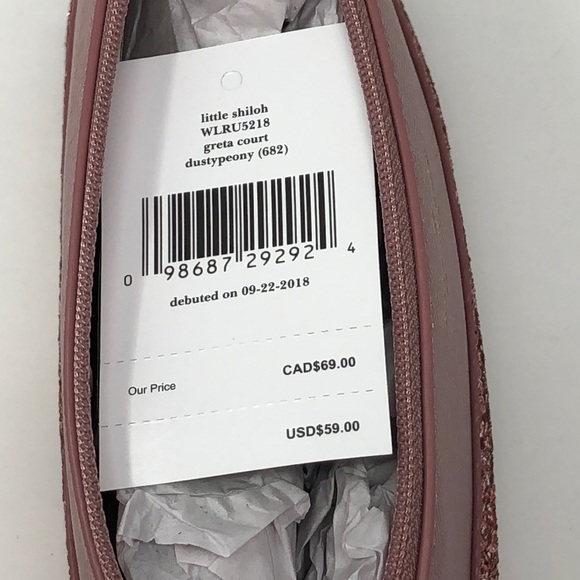 little shiloh
WLRU5218
greta court
dustypeony (682)
0 98687 29292 4
debuted on 09-22-2018
Our Price CAD$69.00
USD$59.00